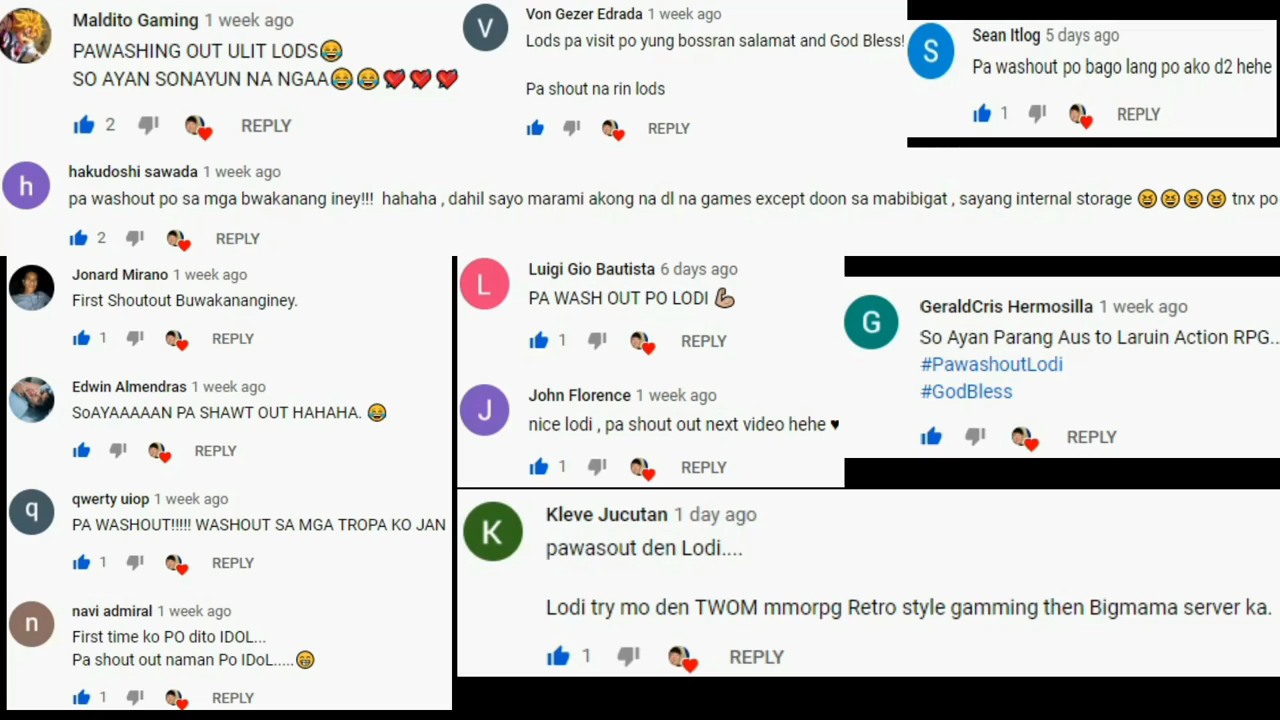 Maldito Gaming 1 week ago
PAWASHING OUT ULIT LODS😂
SO AYAN SONAYUN NA NGAA😂😂💘💘💘
2 REPLY
V
Von Gezer Edrada 1 week ago
Lods pa visit po yung bossran salamat and God Bless!
Pa shout na rin lods
REPLY
S
Sean Itlog 5 days ago
Pa washout po bago lang po ako d2 hehe
1 REPLY
h
hakudoshi sawada 1 week ago
pa washout po sa mga bwakanang iney!!! hahaha , dahil sayo marami akong na dl na games except doon sa mabibigat , sayang internal storage 😆😆😆😆 tnx po
2 REPLY
Jonard Mirano 1 week ago
First Shoutout Buwakananginey.
1 REPLY
Edwin Almendras 1 week ago
SoAYAAAAAN PA SHAWT OUT HAHAHA. 😂
REPLY
q
qwerty uiop 1 week ago
PA WASHOUT!!!!! WASHOUT SA MGA TROPA KO JAN
1 REPLY
n
navi admiral 1 week ago
First time ko PO dito IDOL...
Pa shout out naman Po IDoL.....😁
1 REPLY
L
Luigi Gio Bautista 6 days ago
PA WASH OUT PO LODI 💪
1 REPLY
J
John Florence 1 week ago
nice lodi , pa shout out next video hehe ♥
1 REPLY
G
GeraldCris Hermosilla 1 week ago
So Ayan Parang Aus to Laruin Action RPG..
#PawashoutLodi
#GodBless
REPLY
K
Kleve Jucutan 1 day ago
pawasout den Lodi....
Lodi try mo den TWOM mmorpg Retro style gamming then Bigmama server ka.
1 REPLY